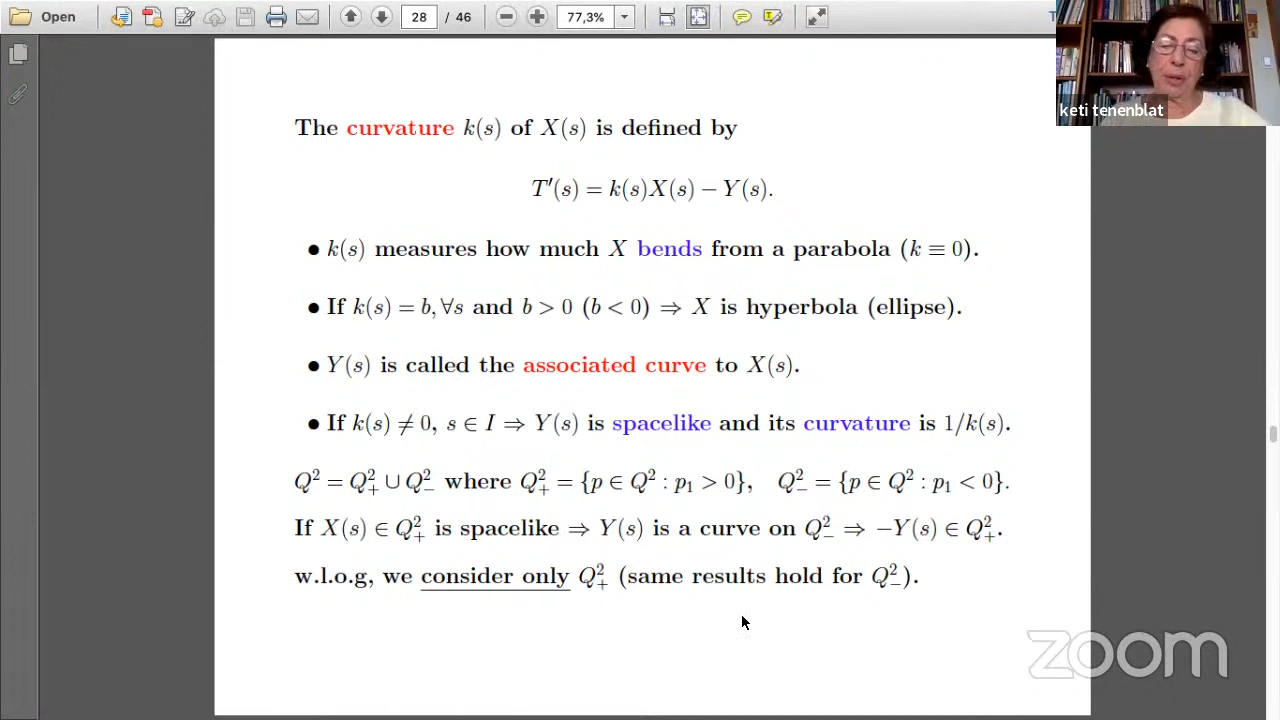 Open
28 / 46
77,3%
T
keti tenenblat
The curvature k(s) of X(s) is defined by
T′(s) = k(s)X(s) − Y(s).
• k(s) measures how much X bends from a parabola (k ≡ 0).
• If k(s) = b, ∀s and b > 0 (b < 0) ⇒ X is hyperbola (ellipse).
• Y(s) is called the associated curve to X(s).
• If k(s) ≠ 0, s ∈ I ⇒ Y(s) is spacelike and its curvature is 1/k(s).
Q² = Q²₊ ∪ Q²₋ where Q²₊ = {p ∈ Q² : p₁ > 0}, Q²₋ = {p ∈ Q² : p₁ < 0}.
If X(s) ∈ Q²₊ is spacelike ⇒ Y(s) is a curve on Q²₋ ⇒ −Y(s) ∈ Q²₊.
w.l.o.g, we consider only Q²₊ (same results hold for Q²₋).
zoom